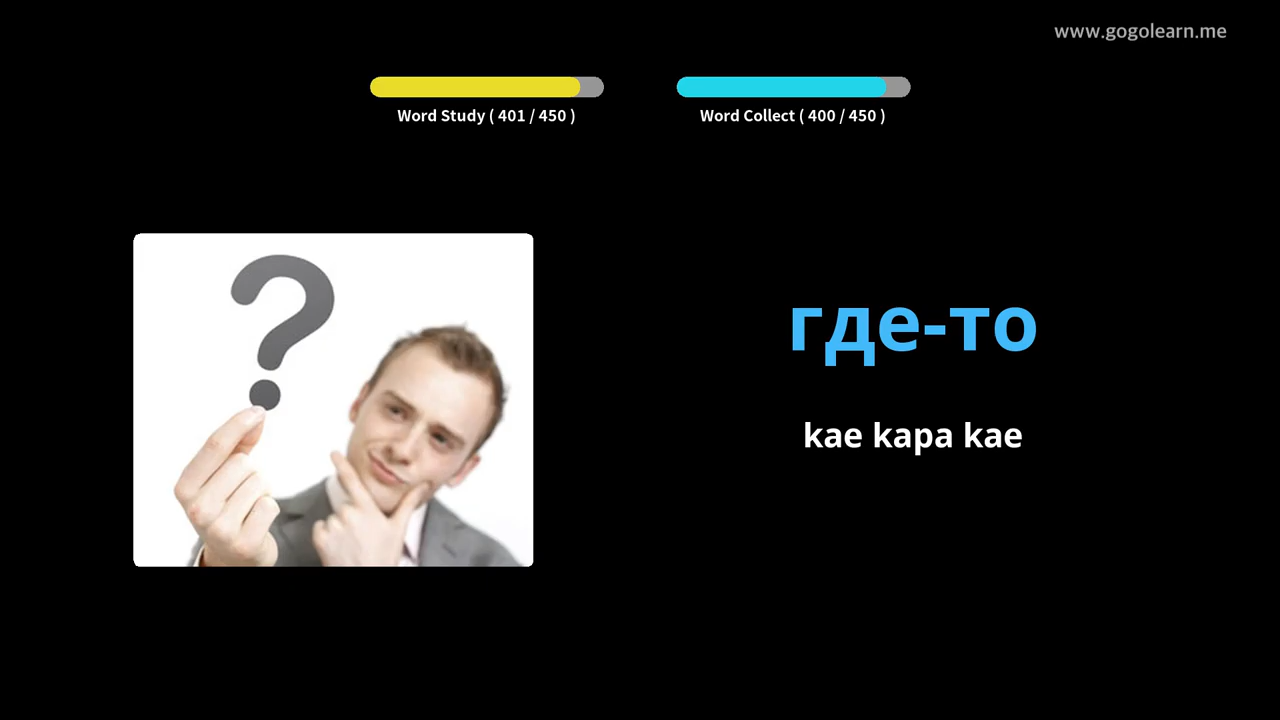 www.gogolearn.me
Word Study ( 401 / 450 )
Word Collect ( 400 / 450 )
где-то
kae kapa kae